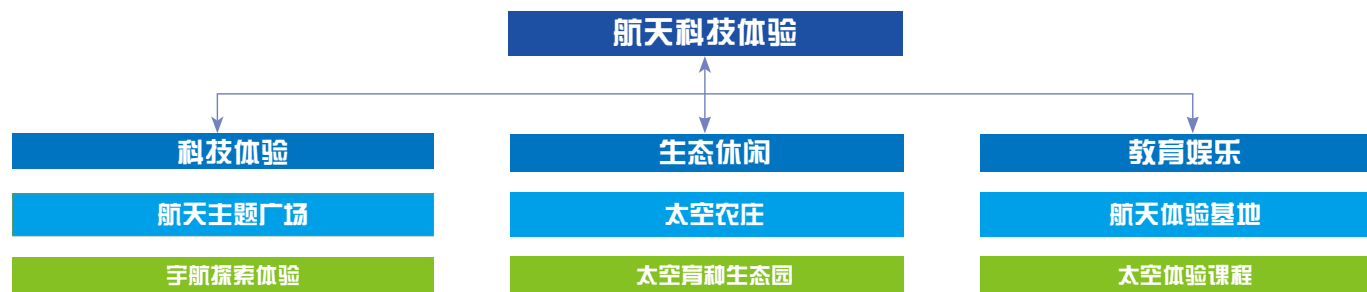 航天科技体验
科技体验
生态休闲
教育娱乐
航天主题广场
太空农庄
航天体验基地
宇航探索体验
太空育种生态园
太空体验课程